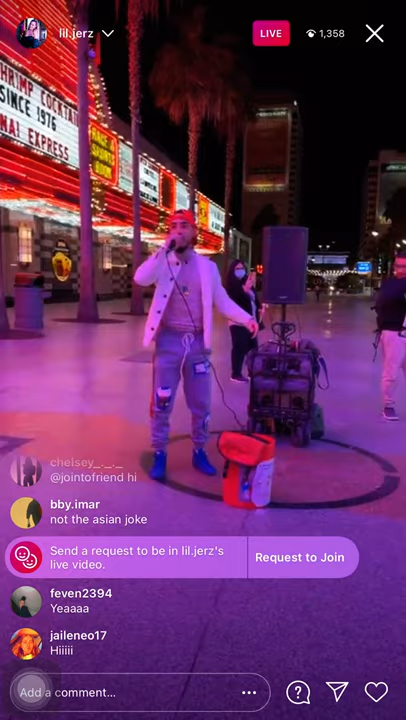 lil.jerz
LIVE
1,358
SHRIMP COCKTAIL
SINCE 1976
EXPRESS
SPORTS
chelsey_._._
@jointofriend hi
bby.imar
not the asian joke
Send a request to be in lil.jerz's
live video.
Request to Join
feven2394
Yeaaaa
jaileneo17
Hiiiii
Add a comment...